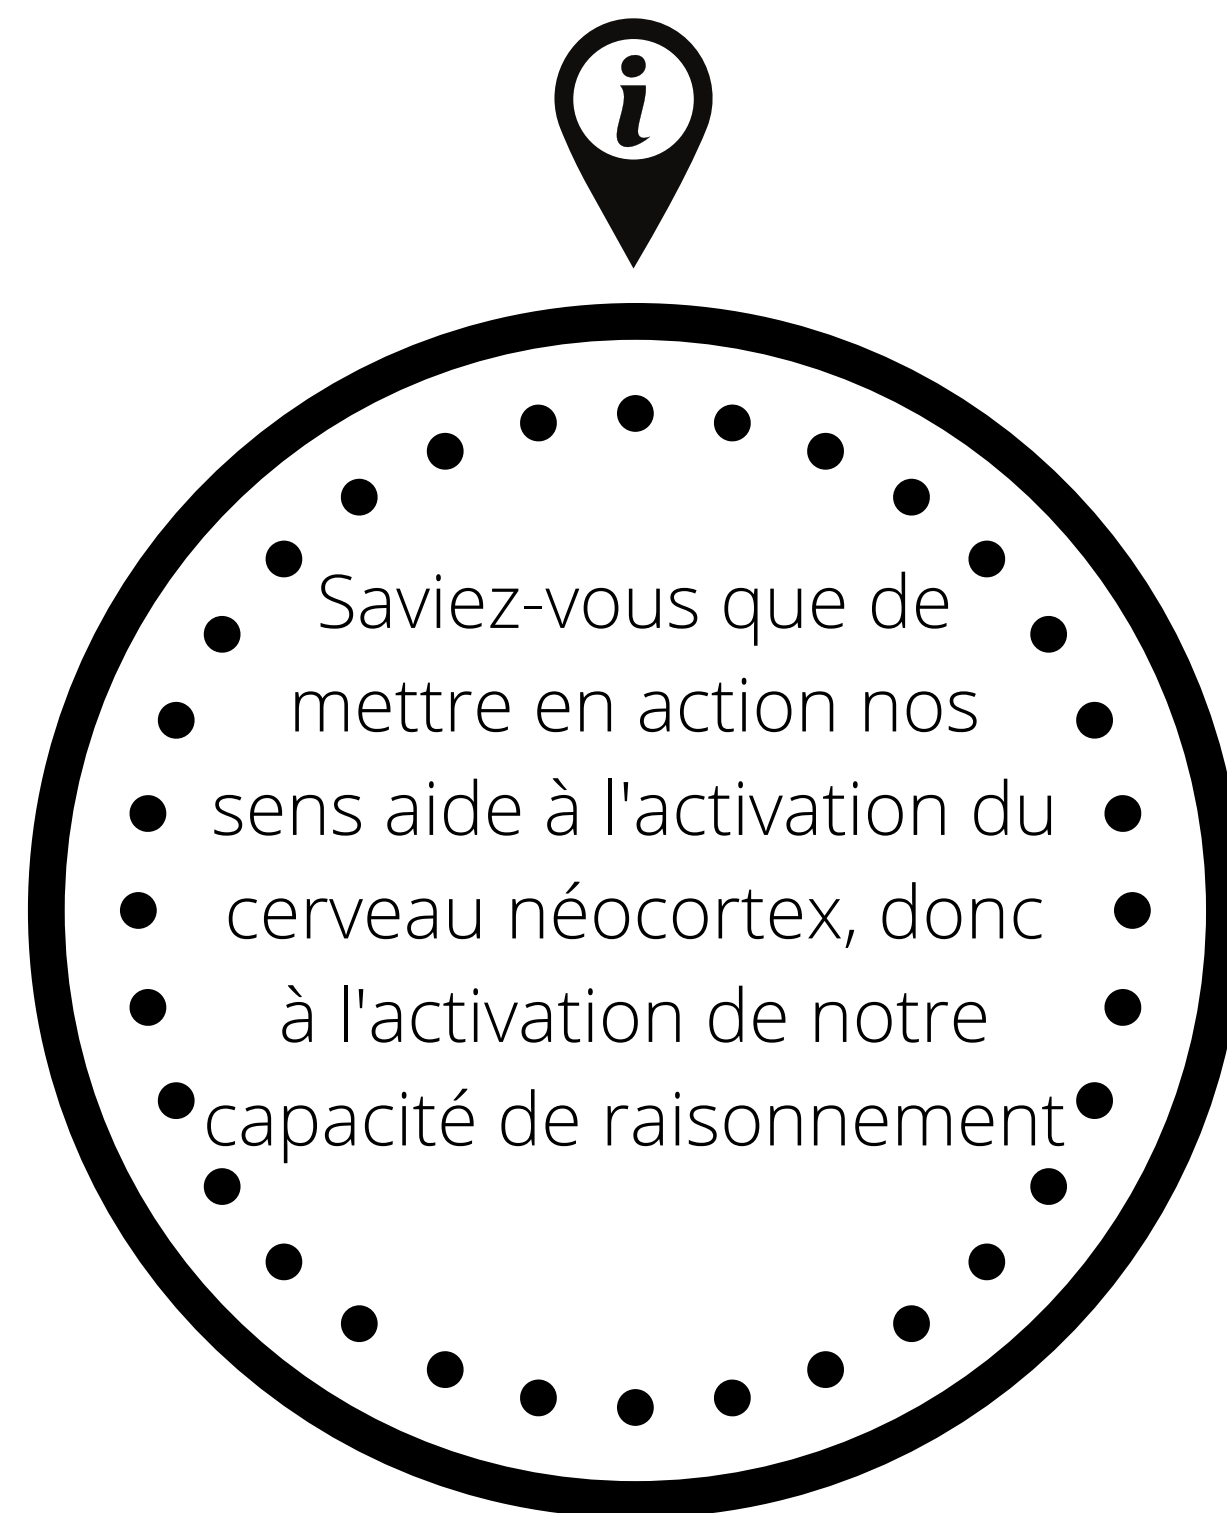 i
Saviez-vous que de
mettre en action nos
sens aide à l'activation du
cerveau néocortex, donc
à l'activation de notre
capacité de raisonnement